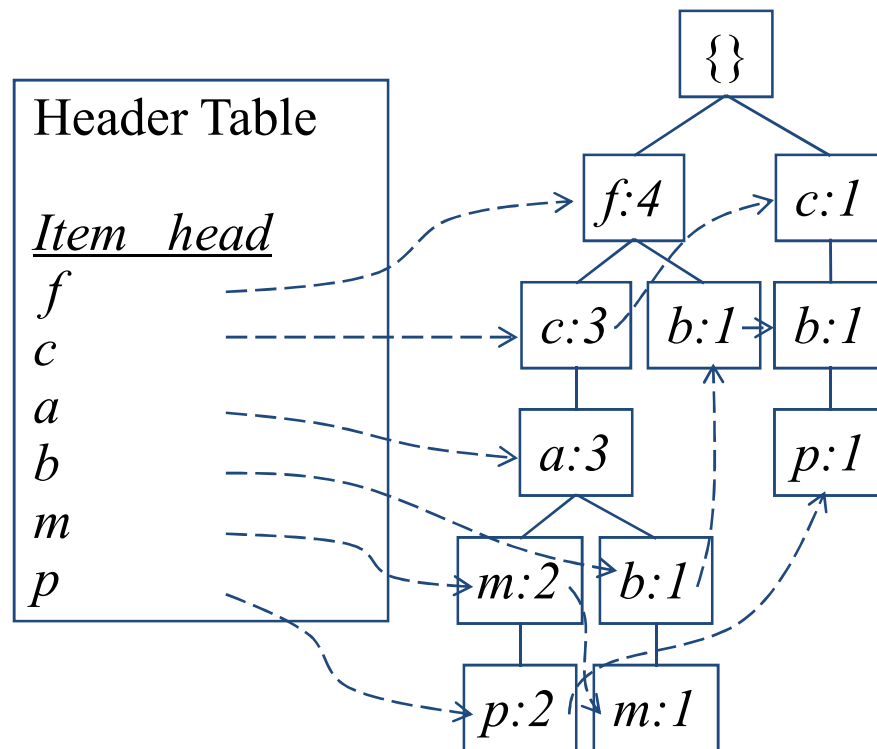 {}
Header Table
f:4
c:1
Item head
f
c:3
b:1
b:1
c
a
a:3
p:1
b
m
m:2
b:1
p
p:2
m:1